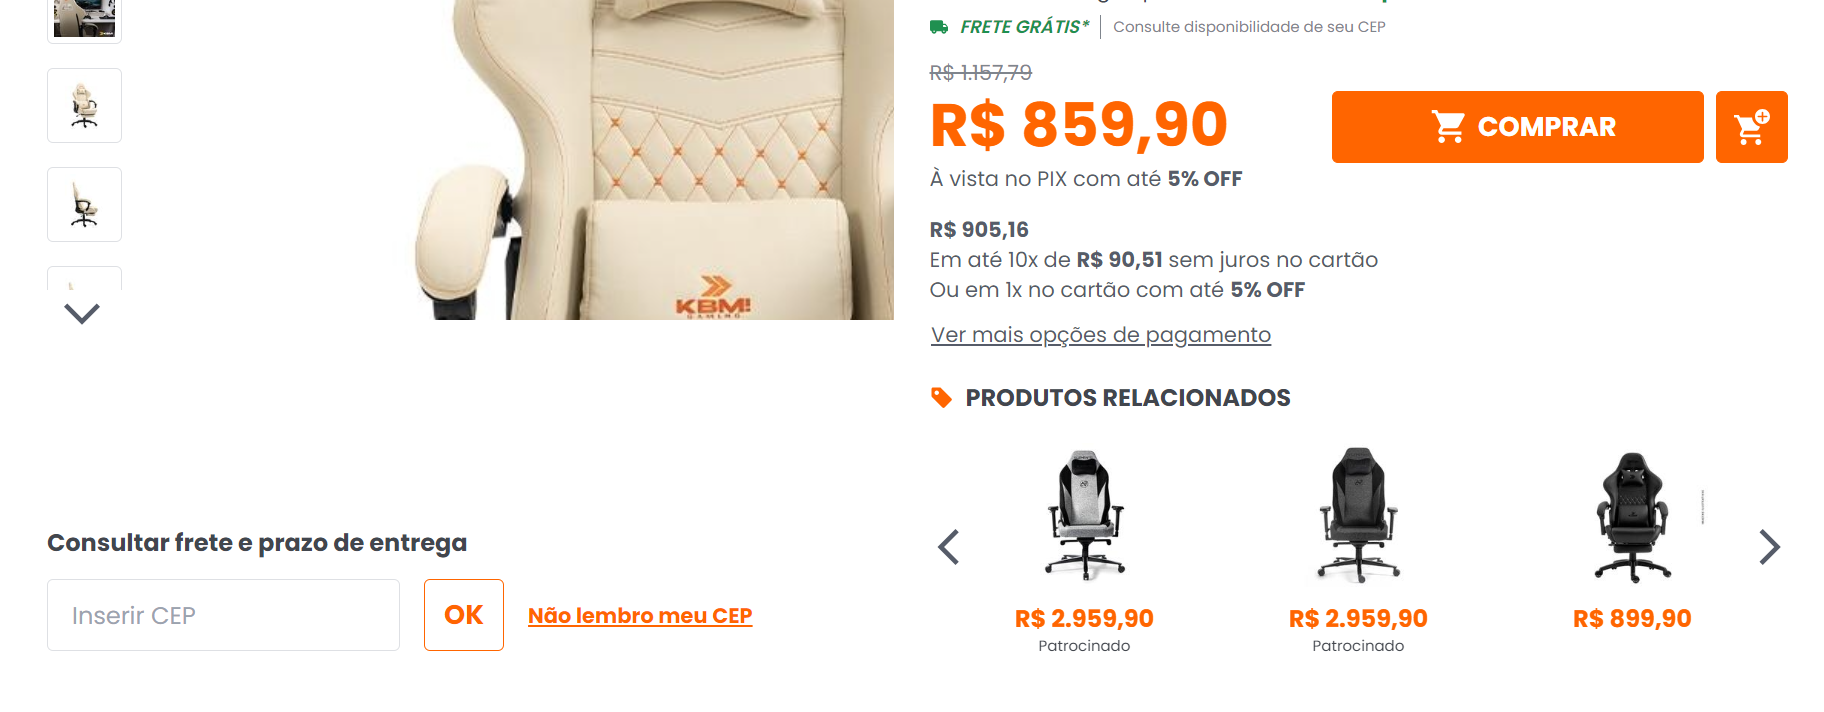 FRETE GRÁTIS*
Consulte disponibilidade de seu CEP
R$ 1.157,79
R$ 859,90
COMPRAR
À vista no PIX com até 5% OFF
R$ 905,16
Em até 10x de R$ 90,51 sem juros no cartão
Ou em 1x no cartão com até 5% OFF
Ver mais opções de pagamento
KBM!
GAMING
PRODUTOS RELACIONADOS
R$ 2.959,90
Patrocinado
R$ 2.959,90
Patrocinado
R$ 899,90
Consultar frete e prazo de entrega
Inserir CEP
OK
Não lembro meu CEP